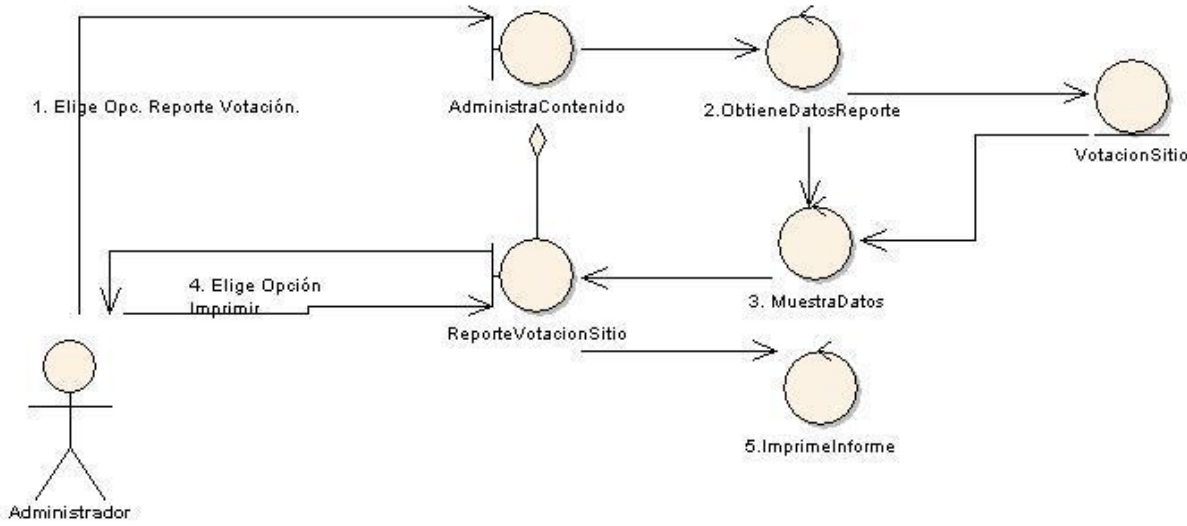 1. Elige Opc. Reporte Votación.
AdministraContenido
2.ObtieneDatosReporte
VotacionSitio
4. Elige Opción
Imprimir
3. MuestraDatos
ReporteVotacionSitio
5.ImprimeInforme
Administrador